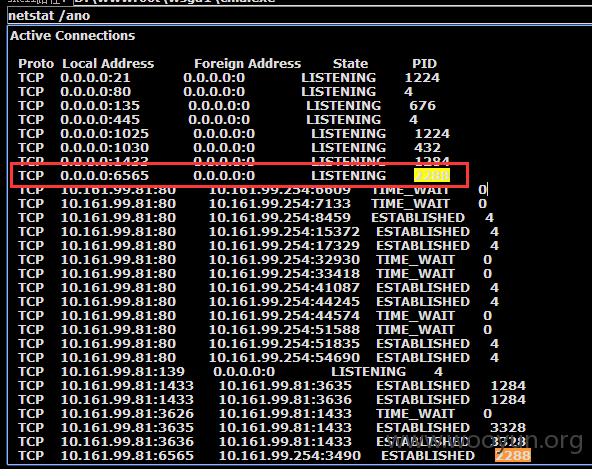 netstat /ano
Active Connections
Proto Local Address Foreign Address State PID
TCP 0.0.0.0:21 0.0.0.0:0 LISTENING 1224
TCP 0.0.0.0:80 0.0.0.0:0 LISTENING 4
TCP 0.0.0.0:135 0.0.0.0:0 LISTENING 676
TCP 0.0.0.0:445 0.0.0.0:0 LISTENING 4
TCP 0.0.0.0:1025 0.0.0.0:0 LISTENING 1224
TCP 0.0.0.0:1030 0.0.0.0:0 LISTENING 432
TCP 0.0.0.0:1433 0.0.0.0:0 LISTENING 1284
TCP 0.0.0.0:6565 0.0.0.0:0 LISTENING 2288
TCP 10.161.99.81:80 10.161.99.254:6609 TIME_WAIT 0
TCP 10.161.99.81:80 10.161.99.254:7133 TIME_WAIT 0
TCP 10.161.99.81:80 10.161.99.254:8459 ESTABLISHED 4
TCP 10.161.99.81:80 10.161.99.254:15372 ESTABLISHED 4
TCP 10.161.99.81:80 10.161.99.254:17329 ESTABLISHED 4
TCP 10.161.99.81:80 10.161.99.254:32930 TIME_WAIT 0
TCP 10.161.99.81:80 10.161.99.254:33418 TIME_WAIT 0
TCP 10.161.99.81:80 10.161.99.254:41087 ESTABLISHED 4
TCP 10.161.99.81:80 10.161.99.254:44245 ESTABLISHED 4
TCP 10.161.99.81:80 10.161.99.254:44574 TIME_WAIT 0
TCP 10.161.99.81:80 10.161.99.254:51588 TIME_WAIT 0
TCP 10.161.99.81:80 10.161.99.254:51835 ESTABLISHED 4
TCP 10.161.99.81:80 10.161.99.254:54690 ESTABLISHED 4
TCP 10.161.99.81:139 0.0.0.0:0 LISTENING 4
TCP 10.161.99.81:1433 10.161.99.81:3635 ESTABLISHED 1284
TCP 10.161.99.81:1433 10.161.99.81:3636 ESTABLISHED 1284
TCP 10.161.99.81:3626 10.161.99.81:1433 TIME_WAIT 0
TCP 10.161.99.81:3635 10.161.99.81:1433 ESTABLISHED 3328
TCP 10.161.99.81:3636 10.161.99.81:1433 ESTABLISHED 3328
TCP 10.161.99.81:6565 10.161.99.254:3490 ESTABLISHED 2288
www.wooyun.org